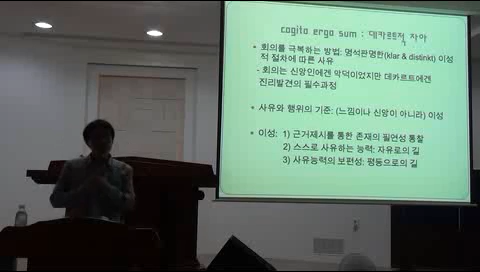 cogito ergo sum : 데카르트적 자아
• 회의를 극복하는 방법: 명석판명한(klar & distinkt) 이성
적 절차에 따른 사유
- 회의는 신앙인에겐 악덕이었지만 데카르트에겐
진리발견의 필수과정
• 사유와 행위의 기준: (느낌이나 신앙이 아니라) 이성
• 이성: 1) 근거제시를 통한 존재의 필연성 통찰
2) 스스로 사유하는 능력: 자유로의 길
3) 사유능력의 보편성: 평등으로의 길